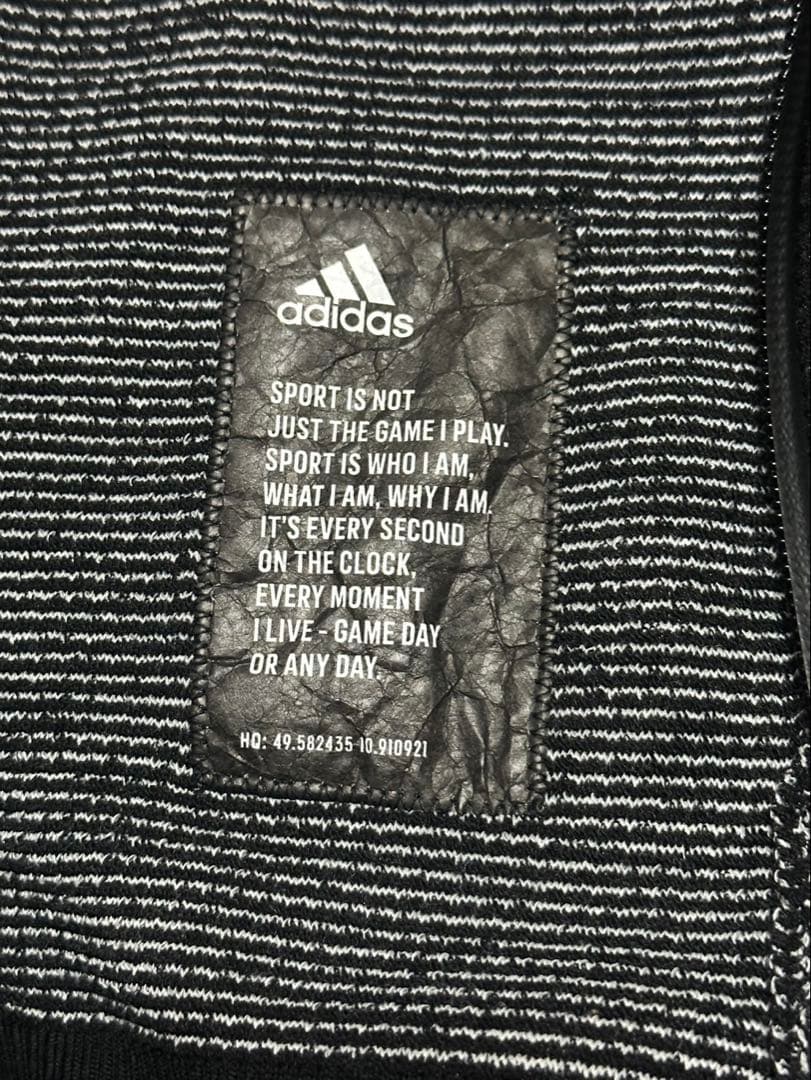 adidas
SPORT IS NOT
JUST THE GAME I PLAY.
SPORT IS WHO I AM,
WHAT I AM, WHY I AM.
IT'S EVERY SECOND
ON THE CLOCK,
EVERY MOMENT
I LIVE - GAME DAY
OR ANY DAY.
HQ: 49.582435 10.910921